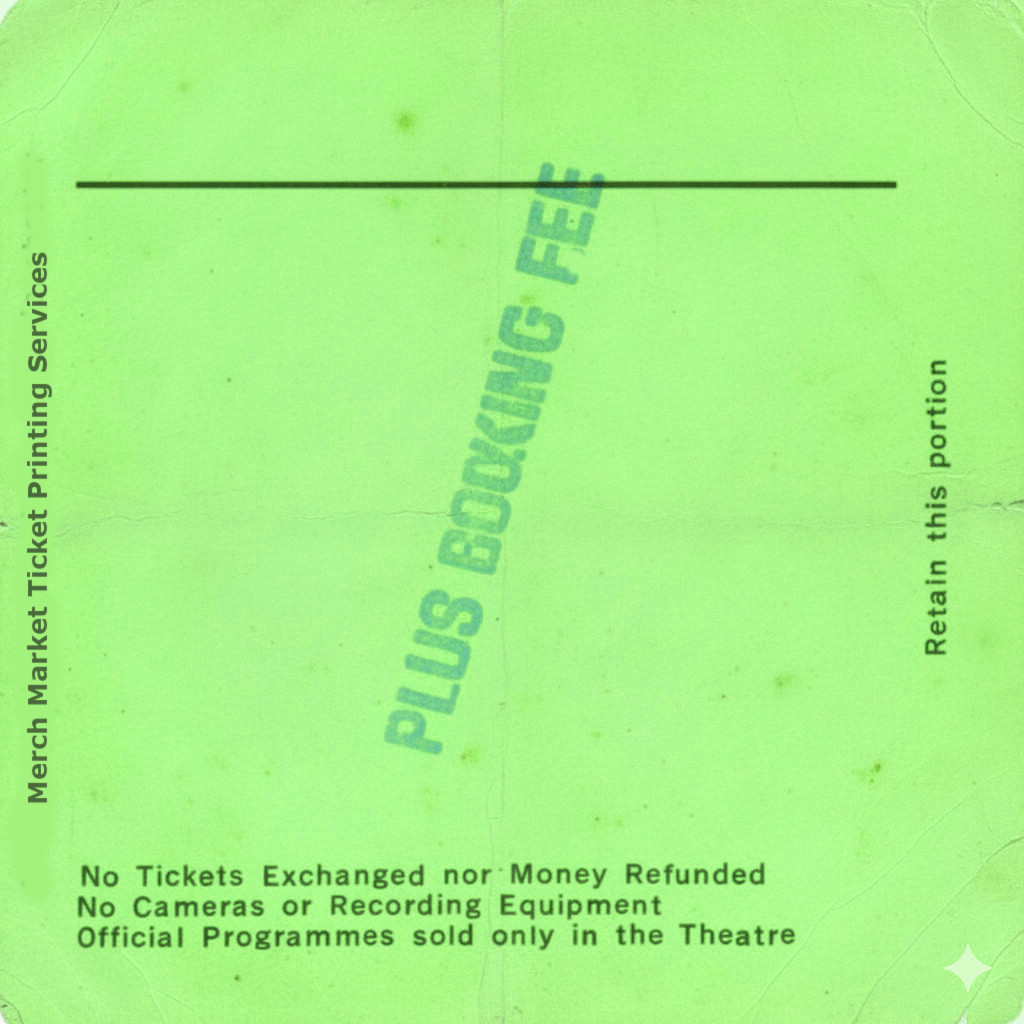 Merch Market Ticket Printing Services
PLUS BOOKING FEE
Retain this portion
No Tickets Exchanged nor Money Refunded
No Cameras or Recording Equipment
Official Programmes sold only in the Theatre